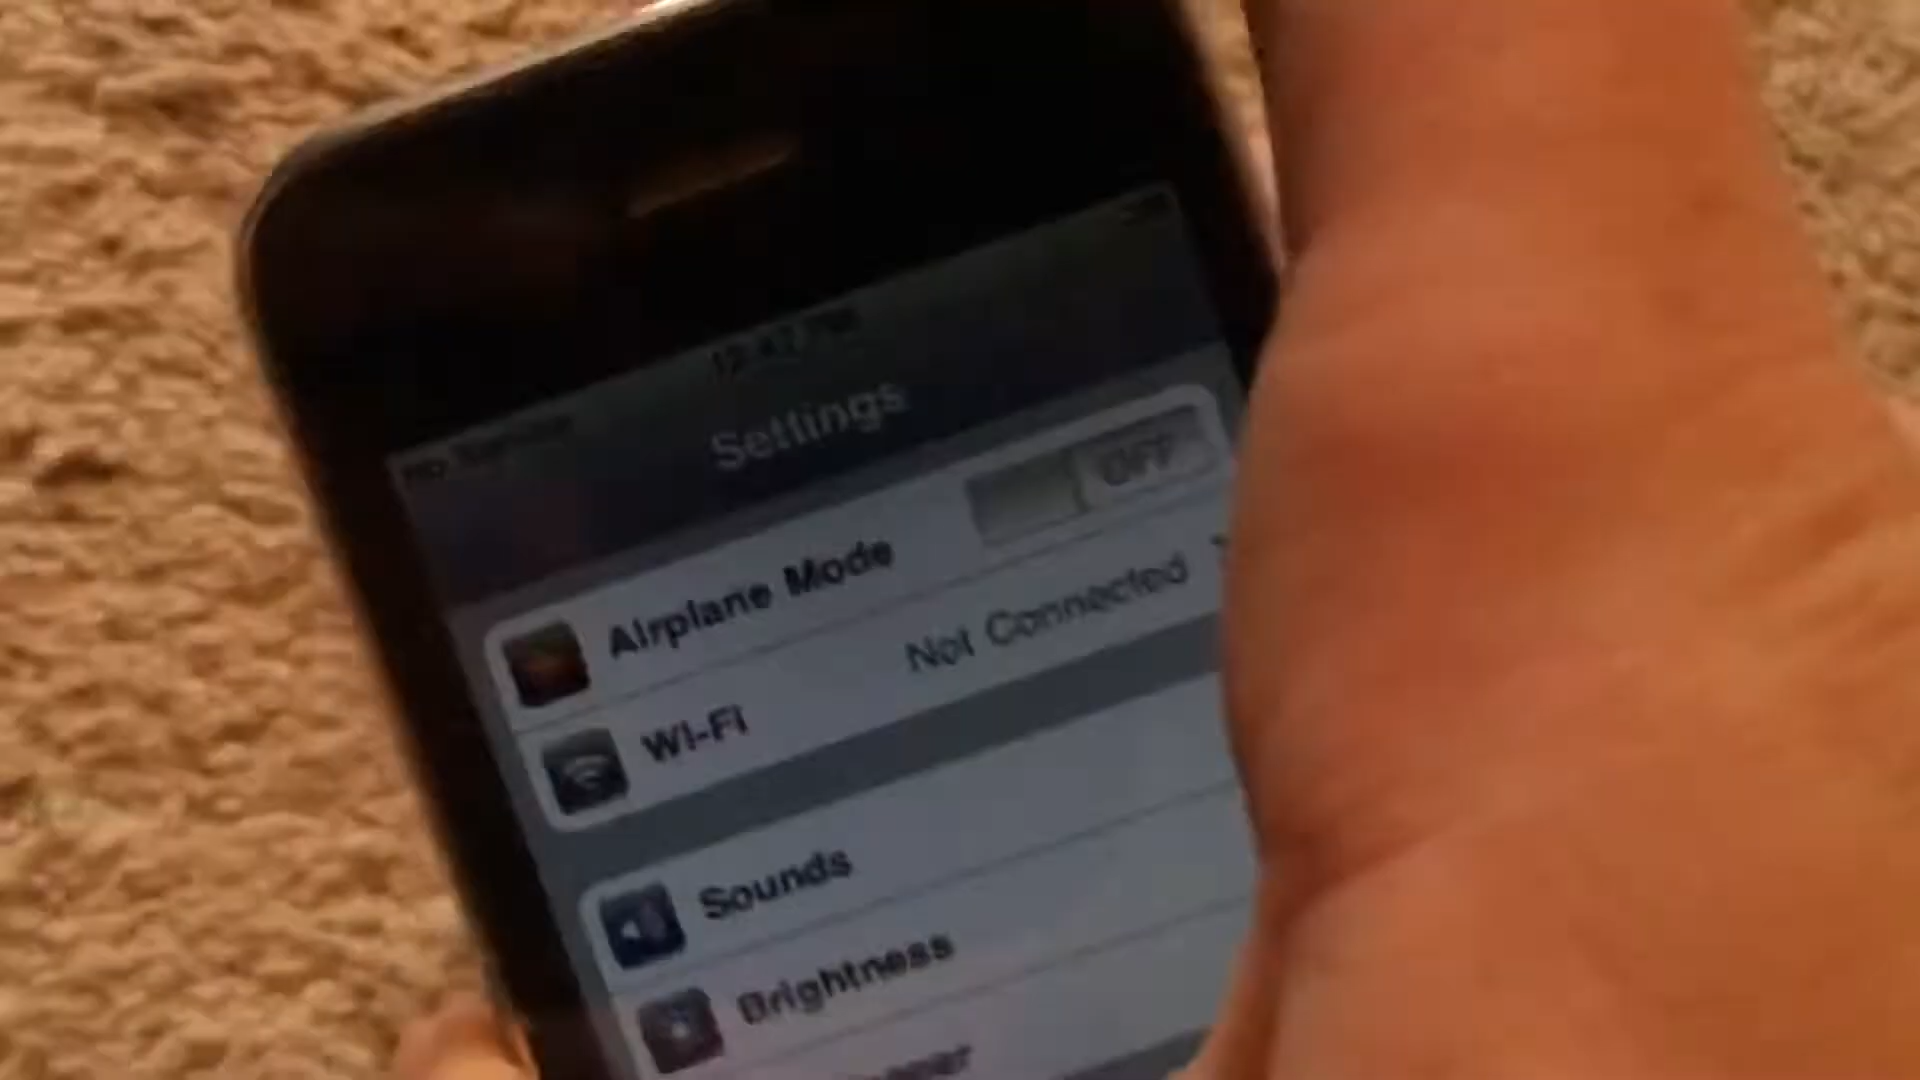 Settings
Airplane Mode OFF
Wi-Fi Not Connected
Sounds
Brightness